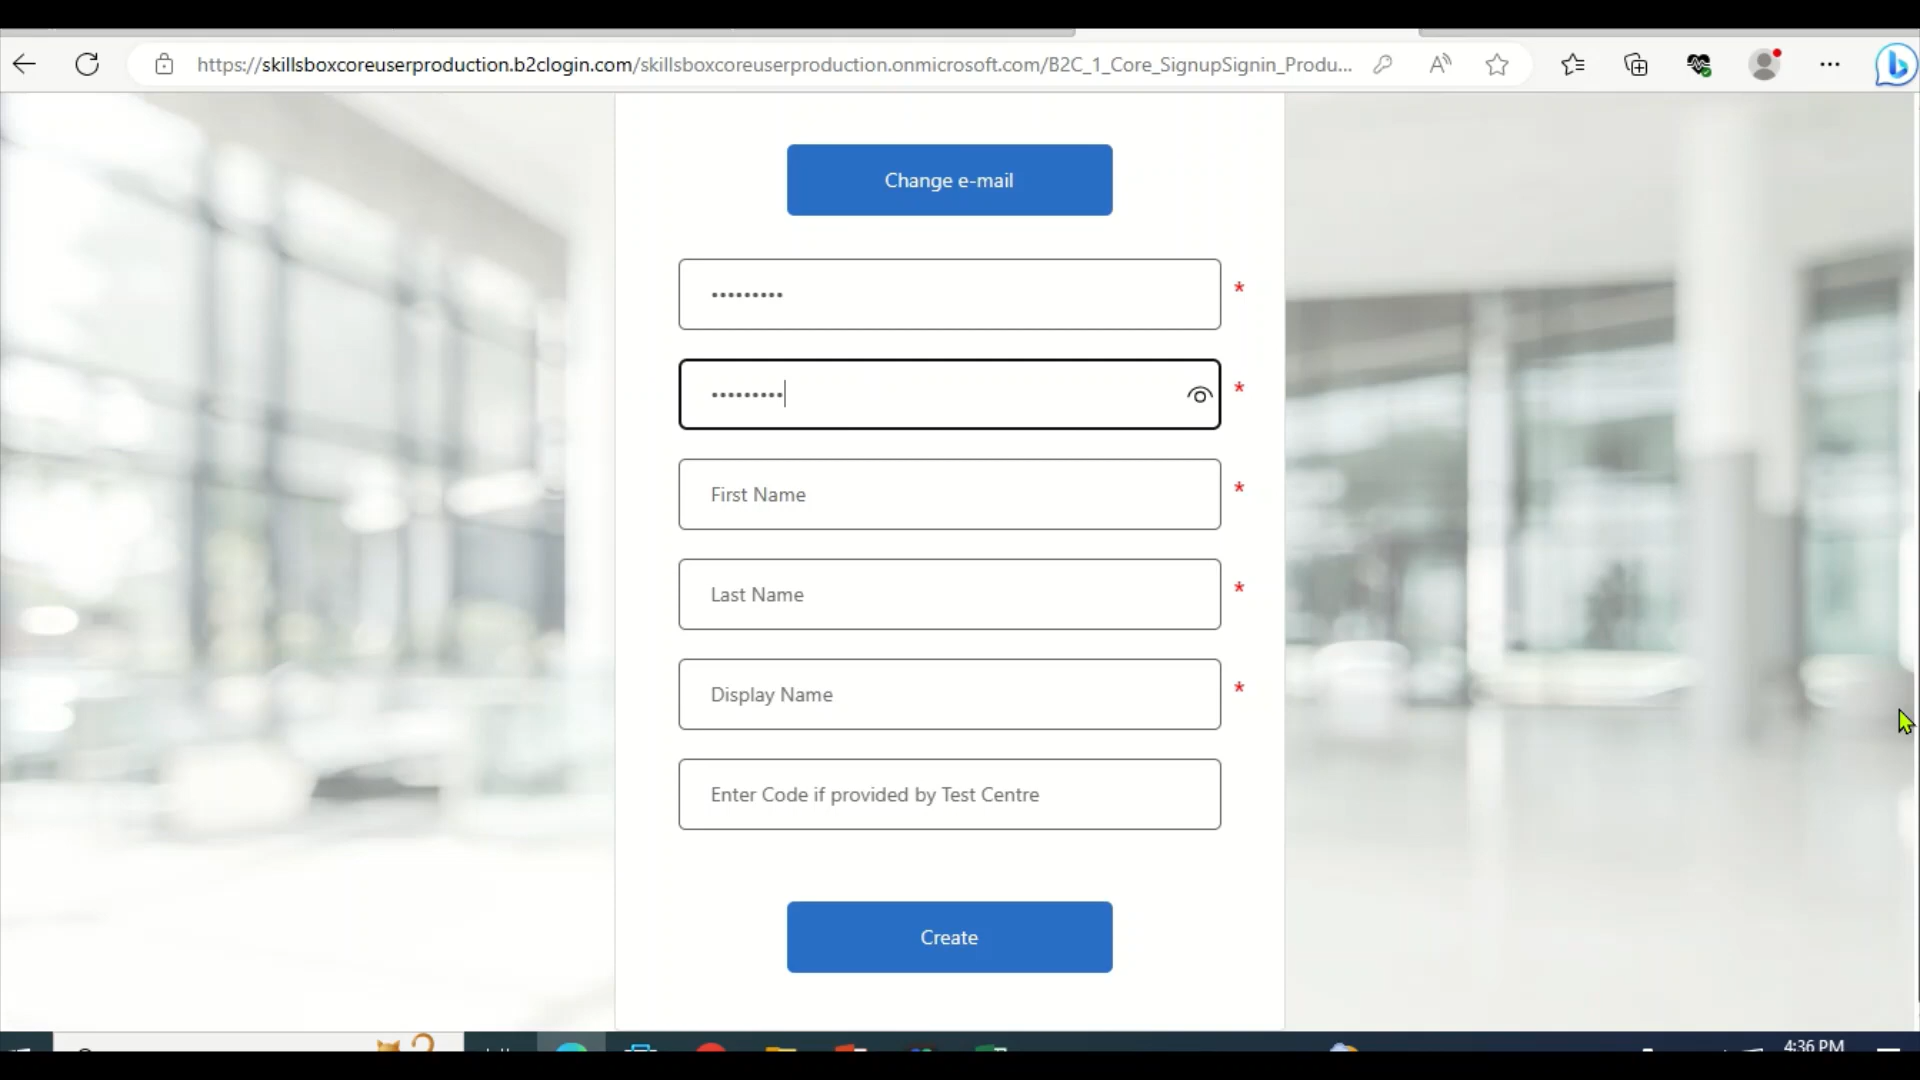 https://skillsboxcoreuserproduction.b2clogin.com/skillsboxcoreuserproduction.onmicrosoft.com/B2C_1_Core_SignupSignin_Produ...
Change e-mail
•••••••••
*
•••••••••
*
First Name
*
Last Name
*
Display Name
*
Enter Code if provided by Test Centre
Create
4:36 PM